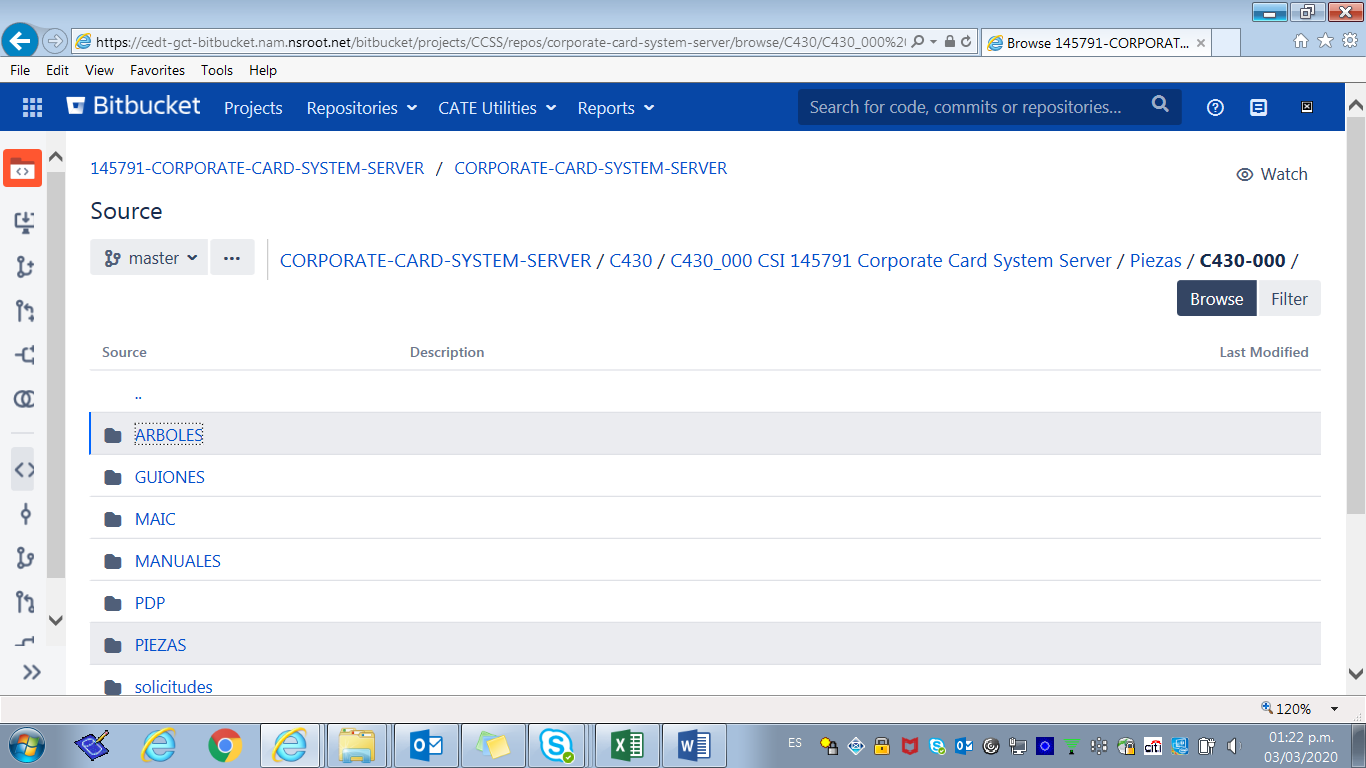 https://cedt-gct-bitbucket.nam.nsroot.net/bitbucket/projects/CCSS/repos/corporate-card-system-server/browse/C430/C430_000%2
Browse 145791-CORPORAT...
File Edit View Favorites Tools Help
Bitbucket Projects Repositories CATE Utilities Reports Search for code, commits or repositories...
145791-CORPORATE-CARD-SYSTEM-SERVER / CORPORATE-CARD-SYSTEM-SERVER
Watch
Source
master ... CORPORATE-CARD-SYSTEM-SERVER / C430 / C430_000 CSI 145791 Corporate Card System Server / Piezas / C430-000 /
Browse Filter
Source Description Last Modified
..
ARBOLES
GUIONES
MAIC
MANUALES
PDP
PIEZAS
solicitudes
120%
ES citi 01:22 p.m.
03/03/2020